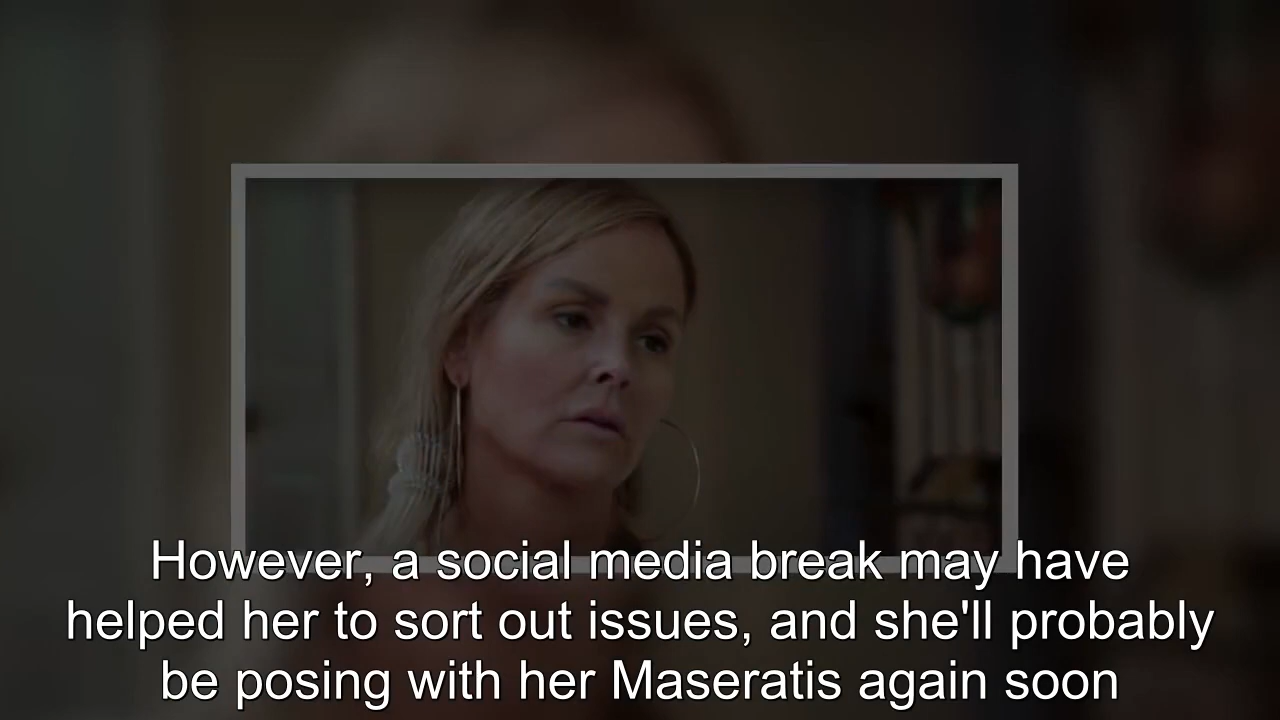 However, a social media break may have
helped her to sort out issues, and she'll probably
be posing with her Maseratis again soon